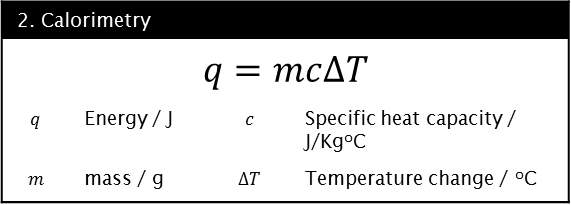 2. Calorimetry
q = mcΔT
q Energy / J c Specific heat capacity /
J/Kg°C
m mass / g ΔT Temperature change / °C